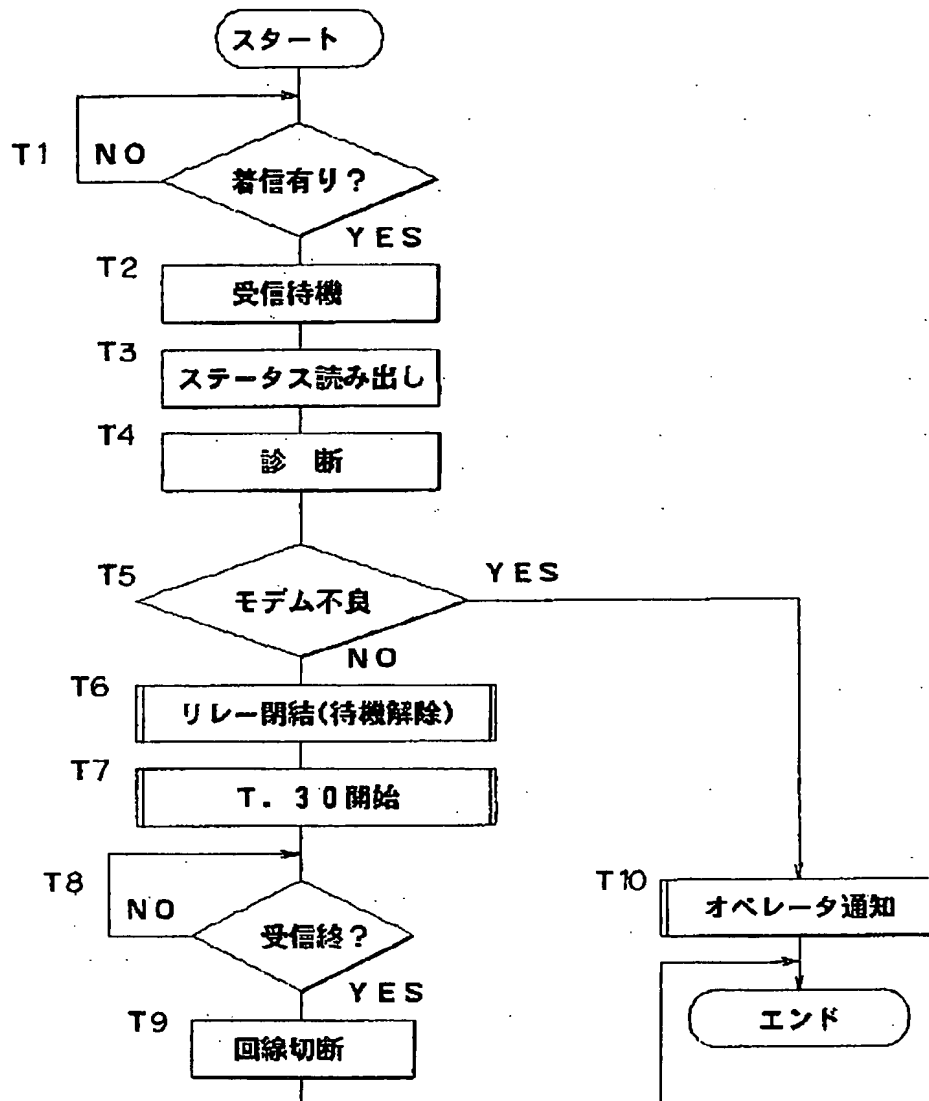 スタート
T1
NO
着信有り?
YES
T2
受信待機
T3
ステータス読み出し
T4
診 断
T5
YES
モデム不良
NO
T6
リレー閉結(待機解除)
T7
T. 30開始
T8
NO
受信終?
YES
T10
オペレータ通知
T9
回線切断
エンド